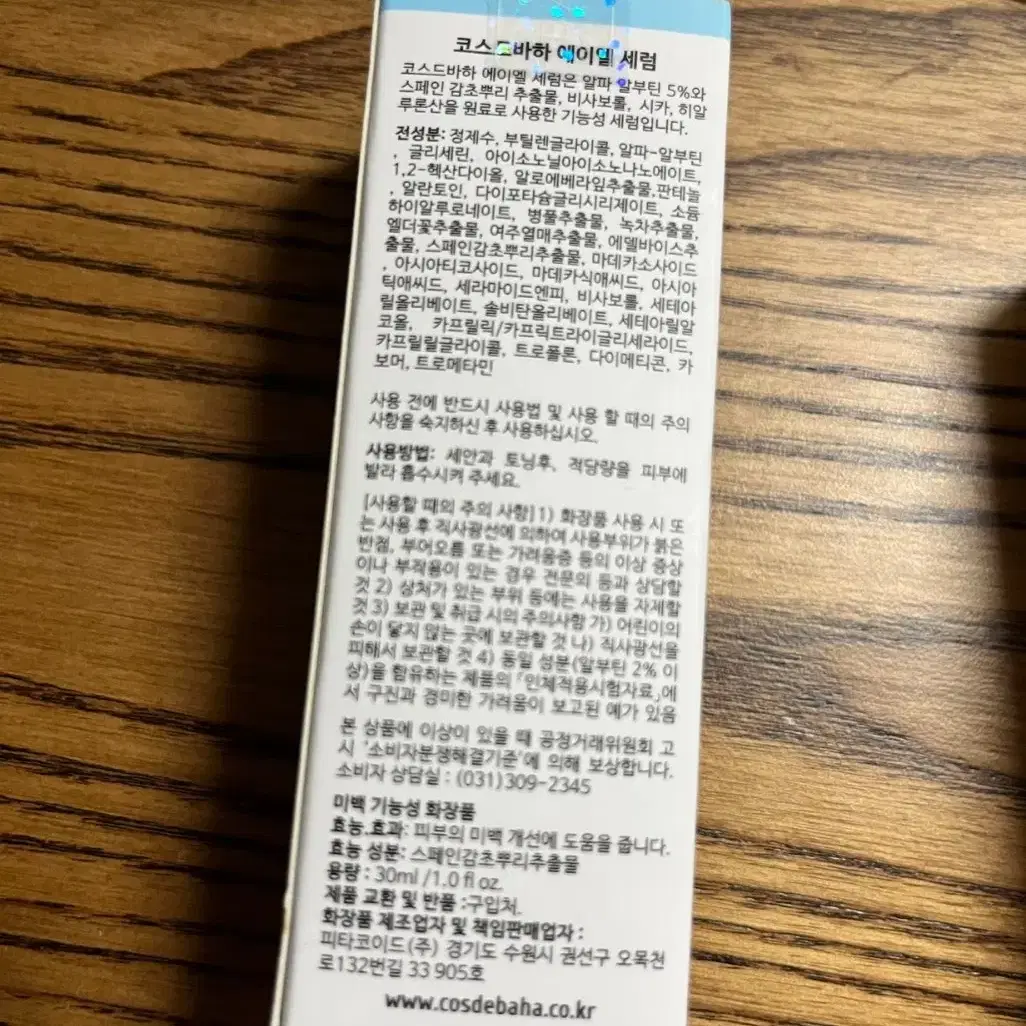 코스드바하 에이엘 세럼
코스드바하 에이엘 세럼은 알파 알부틴 5%와
스페인 감초뿌리 추출물, 비사보롤, 시카, 히알
루론산을 원료로 사용한 기능성 세럼입니다.
전성분: 정제수, 부틸렌글라이콜, 알파-알부틴
, 글리세린, 아이소노닐아이소노나노에이트,
1,2-헥산다이올, 알로에베라잎추출물,판테놀
, 알란토인, 다이포타슘글리시리제이트, 소듐
하이알루로네이트, 병풀추출물, 녹차추출물,
엘더꽃추출물, 여주열매추출물, 에델바이스추
출물, 스페인감초뿌리추출물, 마데카소사이드
, 아시아티코사이드, 마데카식애씨드, 아시아
틱애씨드, 세라마이드엔피, 비사보롤, 세테아
릴올리베이트, 솔비탄올리베이트, 세테아릴알
코올, 카프릴릭/카프릭트라이글리세라이드,
카프릴릴글라이콜, 트로폴론, 다이메티콘, 카
보머, 트로메타민
사용 전에 반드시 사용법 및 사용 할 때의 주의
사항을 숙지하신 후 사용하십시오.
사용방법: 세안과 토닝후, 적당량을 피부에
발라 흡수시켜 주세요.
[사용할 때의 주의 사항] 1) 화장품 사용 시 또
는 사용 후 직사광선에 의하여 사용부위가 붉은
반점, 부어오름 또는 가려움증 등의 이상 증상
이나 부작용이 있는 경우 전문의 등과 상담할
것 2) 상처가 있는 부위 등에는 사용을 자제할
것 3) 보관 및 취급 시의 주의사항 가) 어린이의
손이 닿지 않는 곳에 보관할 것 나) 직사광선을
피해서 보관할 것 4) 동일 성분(알부틴 2% 이
상)을 함유하는 제품의 「인체적용시험자료」에
서 구진과 경미한 가려움이 보고된 예가 있음
본 상품에 이상이 있을 때 공정거래위원회 고
시 '소비자분쟁해결기준'에 의해 보상합니다.
소비자 상담실 : (031)309-2345
미백 기능성 화장품
효능.효과: 피부의 미백 개선에 도움을 줍니다.
효능 성분: 스페인감초뿌리추출물
용량 : 30ml /1.0 fl oz.
제품 교환 및 반품 :구입처.
화장품 제조업자 및 책임판매업자 :
피타코이드(주) 경기도 수원시 권선구 오목천
로132번길 33 905호
www.cosdebaha.co.kr